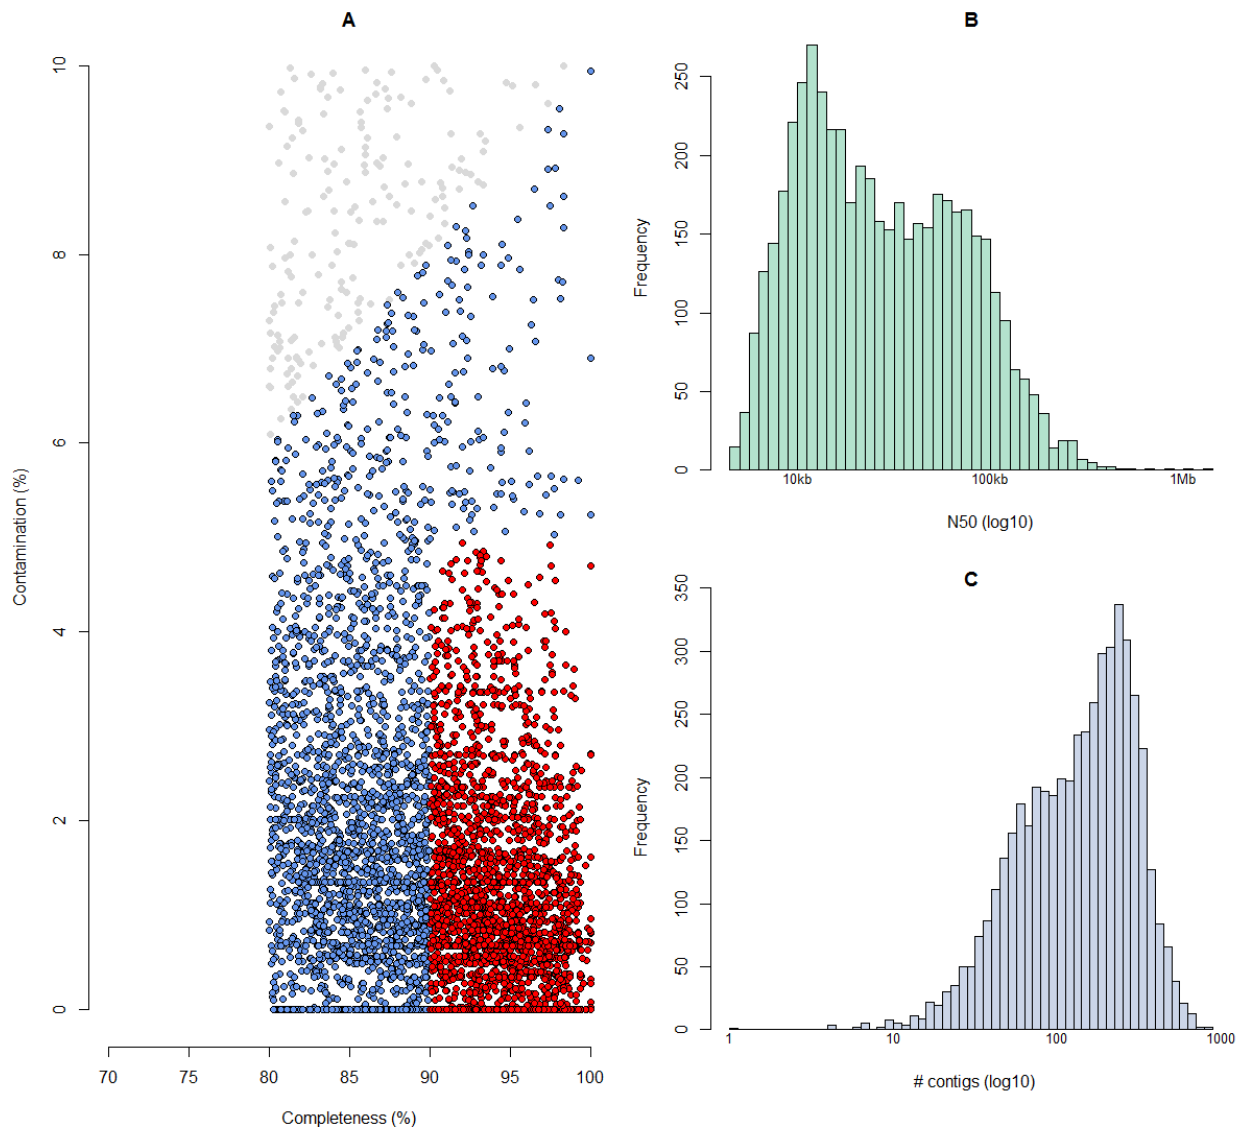 A
10
8
6
4
2
0
Contamination (%)
70 75 80 85 90 95 100
Completeness (%)
B
250
200
150
100
50
0
Frequency
10kb 100kb 1Mb
N50 (log10)
C
350
300
250
200
150
100
50
0
Frequency
1 10 100 1000
# contigs (log10)